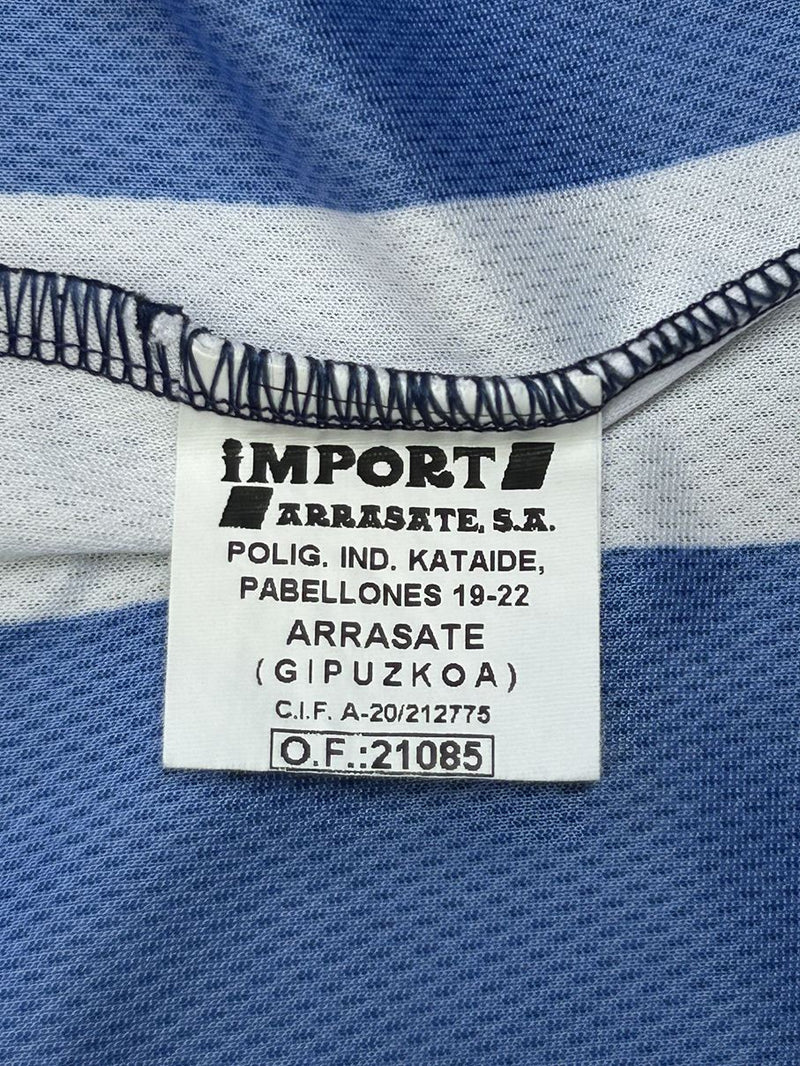 iMPORT
ARRASATE, S.A.
POLIG. IND. KATAIDE,
PABELLONES 19-22
ARRASATE
(GIPUZKOA)
C.I.F. A-20/212775
O.F.:21085